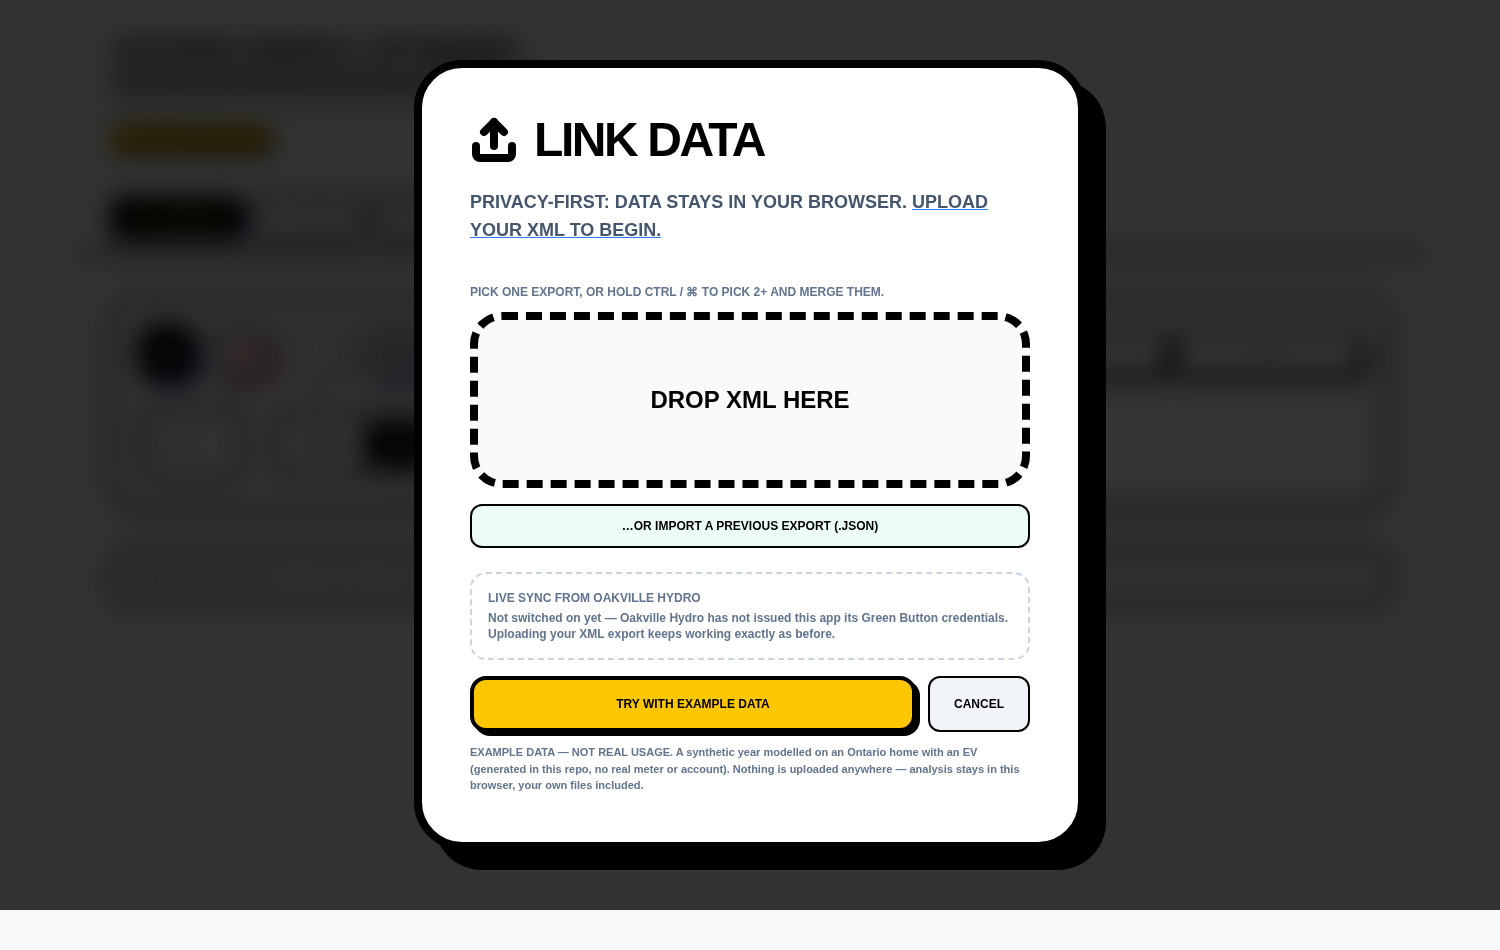 LINK DATA
PRIVACY-FIRST: DATA STAYS IN YOUR BROWSER. UPLOAD
YOUR XML TO BEGIN.
PICK ONE EXPORT, OR HOLD CTRL / ⌘ TO PICK 2+ AND MERGE THEM.
DROP XML HERE
…OR IMPORT A PREVIOUS EXPORT (.JSON)
LIVE SYNC FROM OAKVILLE HYDRO
Not switched on yet — Oakville Hydro has not issued this app its Green Button credentials.
Uploading your XML export keeps working exactly as before.
TRY WITH EXAMPLE DATA
CANCEL
EXAMPLE DATA — NOT REAL USAGE. A synthetic year modelled on an Ontario home with an EV
(generated in this repo, no real meter or account). Nothing is uploaded anywhere — analysis stays in this
browser, your own files included.